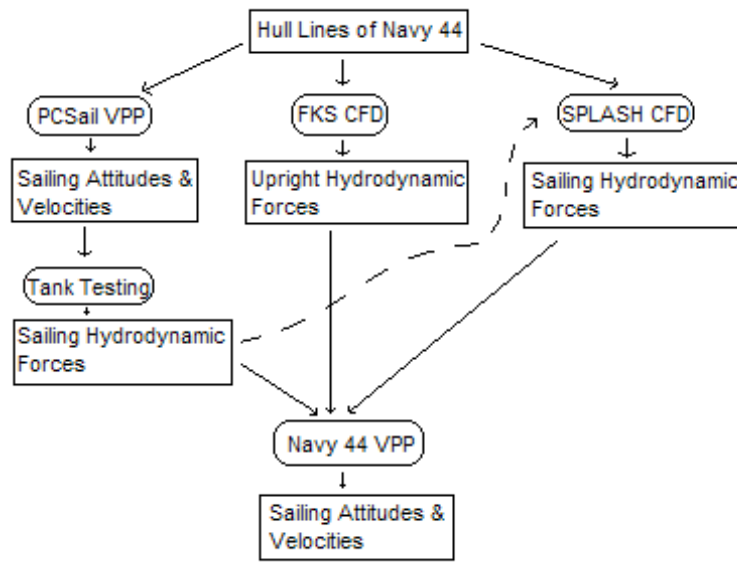 Hull Lines of Navy 44
PCSail VPP
FKS CFD
SPLASH CFD
Sailing Attitudes &
Velocities
Upright Hydrodynamic
Forces
Sailing Hydrodynamic
Forces
Tank Testing
Sailing Hydrodynamic
Forces
Navy 44 VPP
Sailing Attitudes &
Velocities